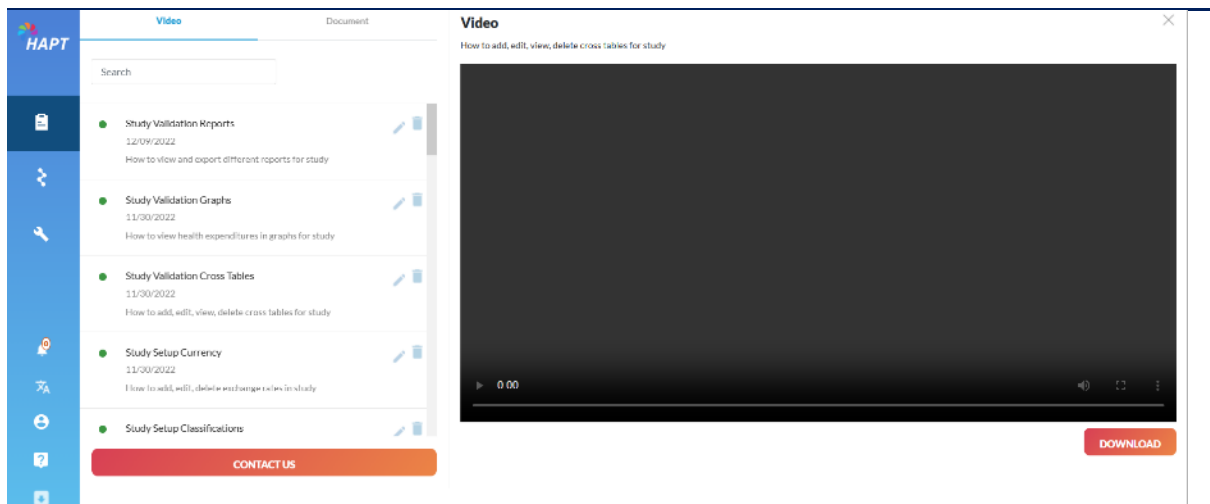 HAPT
Video
Document
Search
Study Validation Reports
12/09/2022
How to view and export different reports for study
Study Validation Graphs
11/30/2022
How to view health expenditures in graphs for study
Study Validation Cross Tables
11/30/2022
How to add, edit, view, delete cross tables for study
Study Setup Currency
11/30/2022
How to add, edit, delete exchange rates in study
Study Setup Classifications
CONTACT US
Video
How to add, edit, view, delete cross tables for study
0:00
DOWNLOAD
0